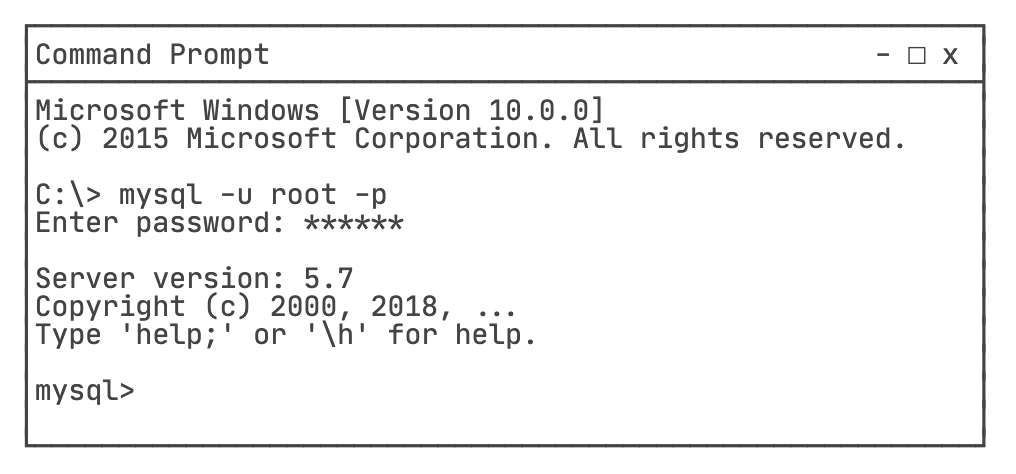 Command Prompt - □ x
Microsoft Windows [Version 10.0.0]
(c) 2015 Microsoft Corporation. All rights reserved.
C:\> mysql -u root -p
Enter password: ******
Server version: 5.7
Copyright (c) 2000, 2018, ...
Type 'help;' or '\h' for help.
mysql>